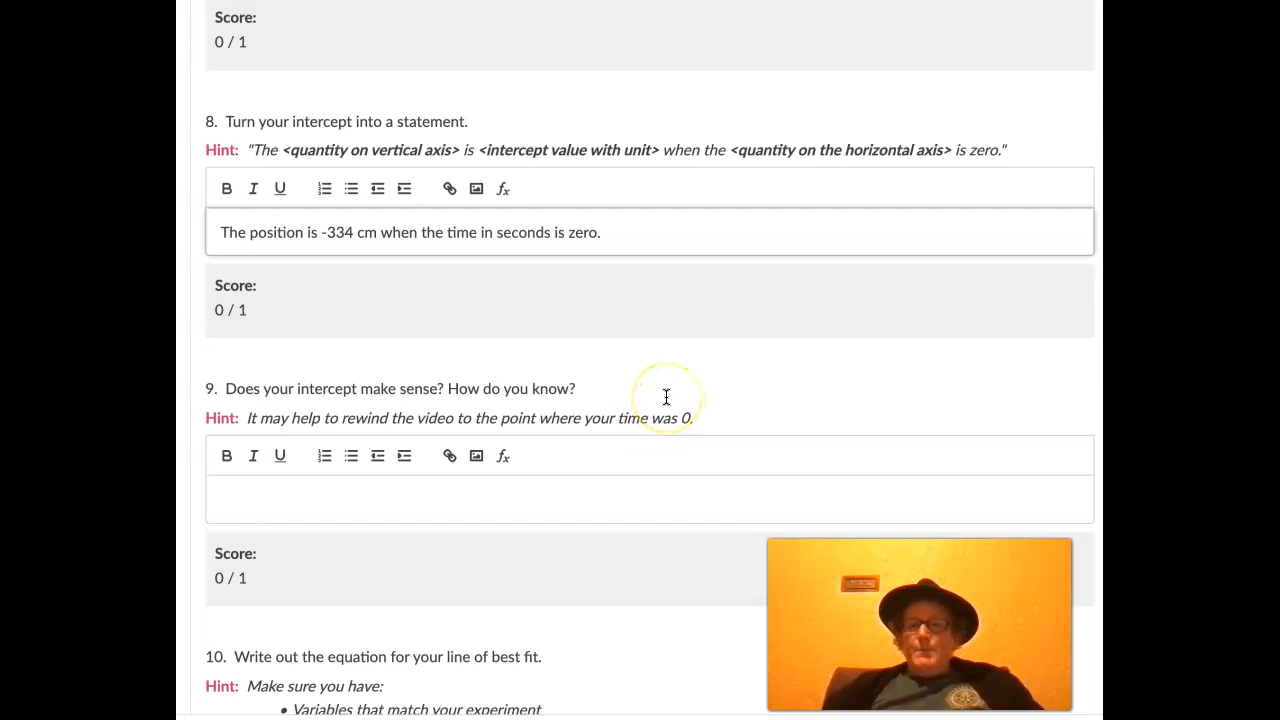 Score:
0 / 1
8. Turn your intercept into a statement.
Hint: "The <quantity on vertical axis> is <intercept value with unit> when the <quantity on the horizontal axis> is zero."
B I U fx
The position is -334 cm when the time in seconds is zero.
Score:
0 / 1
9. Does your intercept make sense? How do you know?
Hint: It may help to rewind the video to the point where your time was 0.
B I U fx
Score:
0 / 1
10. Write out the equation for your line of best fit.
Hint: Make sure you have:
• Variables that match your experiment